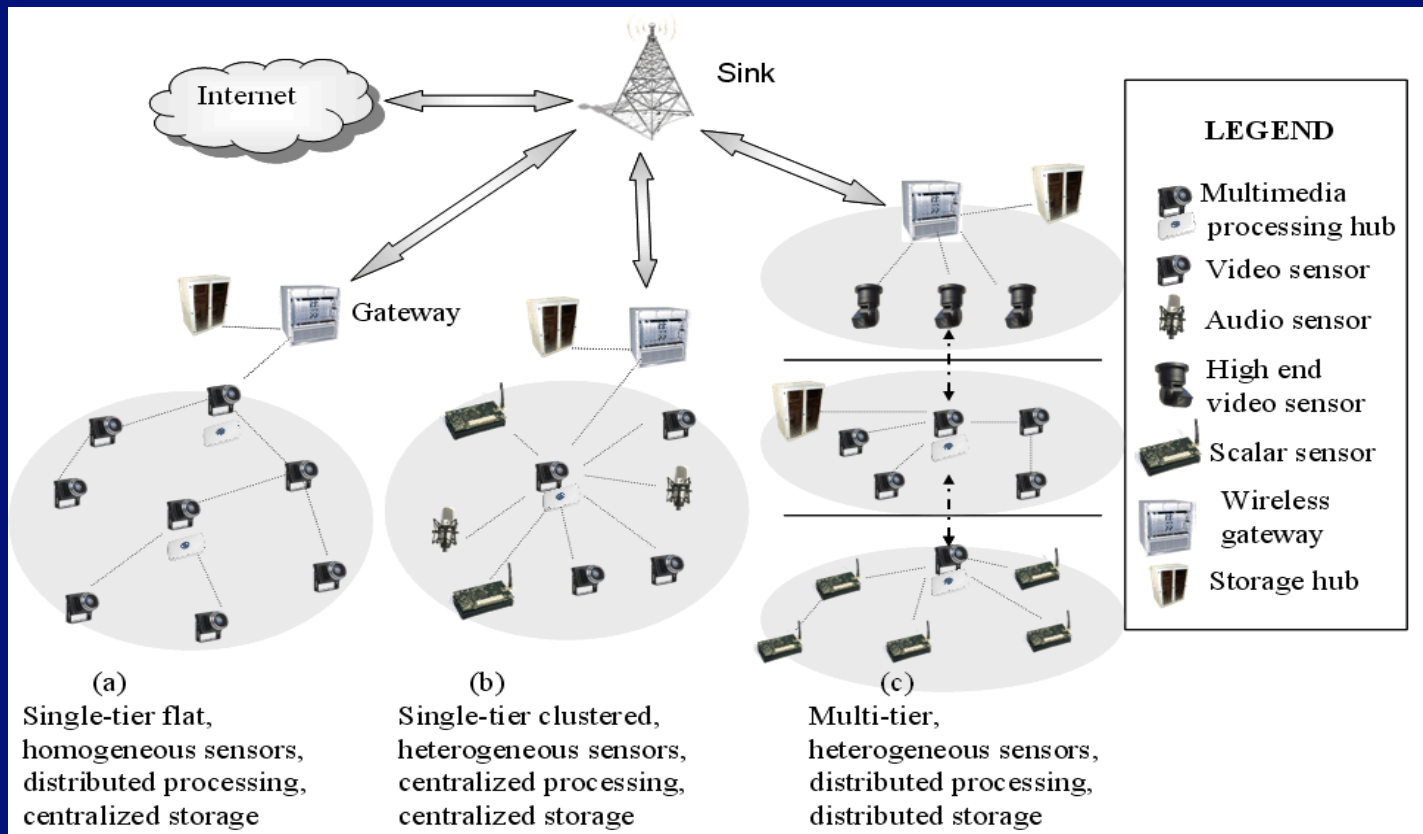 Internet
Sink
Gateway
LEGEND
Multimedia
processing hub
Video sensor
Audio sensor
High end
video sensor
Scalar sensor
Wireless
gateway
Storage hub
(a)
Single-tier flat,
homogeneous sensors,
distributed processing,
centralized storage
(b)
Single-tier clustered,
heterogeneous sensors,
centralized processing,
centralized storage
(c)
Multi-tier,
heterogeneous sensors,
distributed processing,
distributed storage